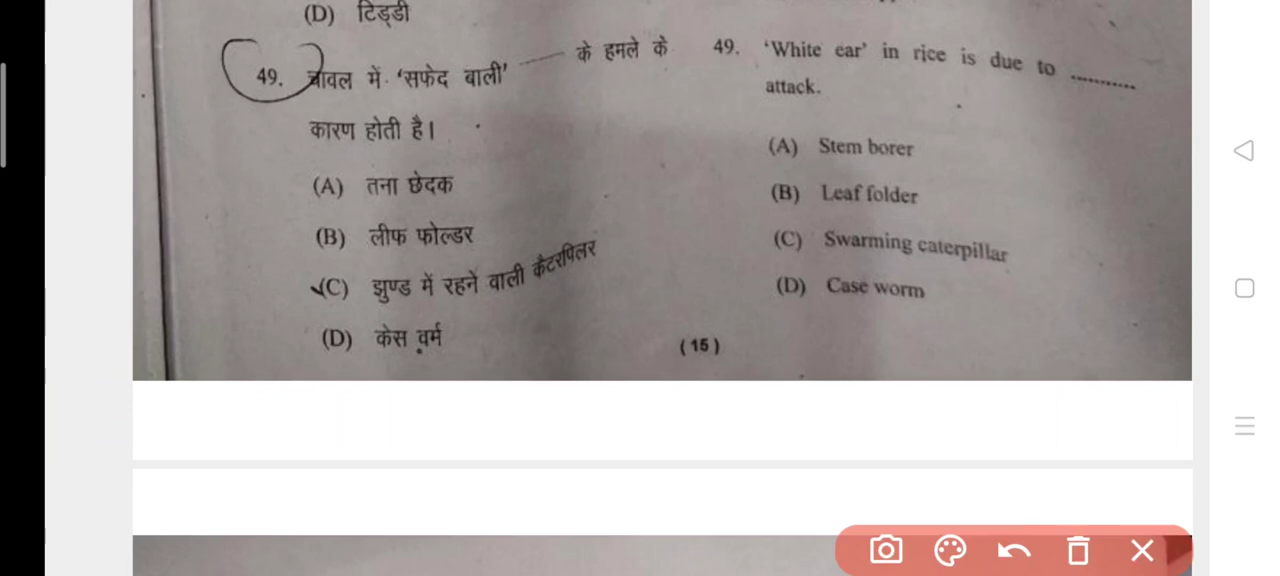 (D) टिड्डी
49. चावल में 'सफेद बाली' ........ के हमले के
कारण होती है।
(A) तना छेदक
(B) लीफ फोल्डर
(C) झुण्ड में रहने वाली कैटरपिलर
(D) केस वर्म
49. 'White ear' in rice is due to ............
attack.
(A) Stem borer
(B) Leaf folder
(C) Swarming caterpillar
(D) Case worm
(15)